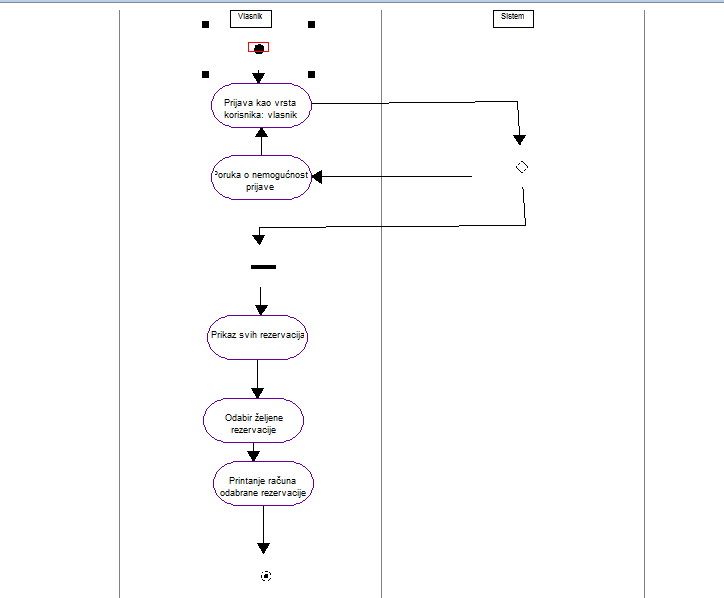 Vlasnik
Sistem
Prijava kao vrsta
korisnika: vlasnik
Poruka o nemogućnost
prijave
Prikaz svih rezervacija
Odabir željene
rezervacije
Printanje računa
odabrane rezervacije